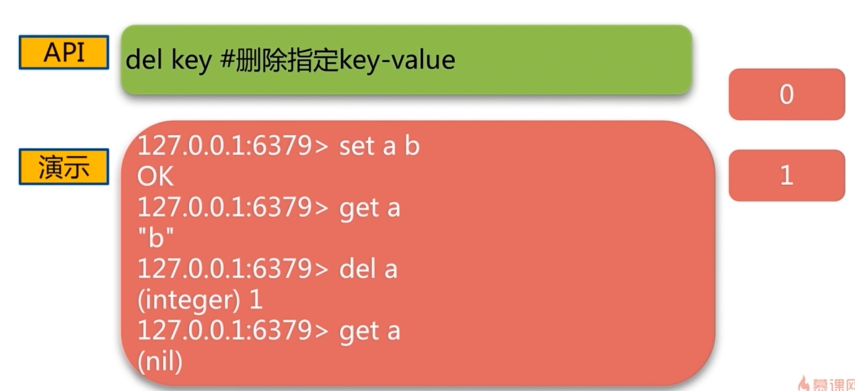 API
del key #删除指定key-value
0
演示
1
127.0.0.1:6379> set a b
OK
127.0.0.1:6379> get a
"b"
127.0.0.1:6379> del a
(integer) 1
127.0.0.1:6379> get a
(nil)
慕课网